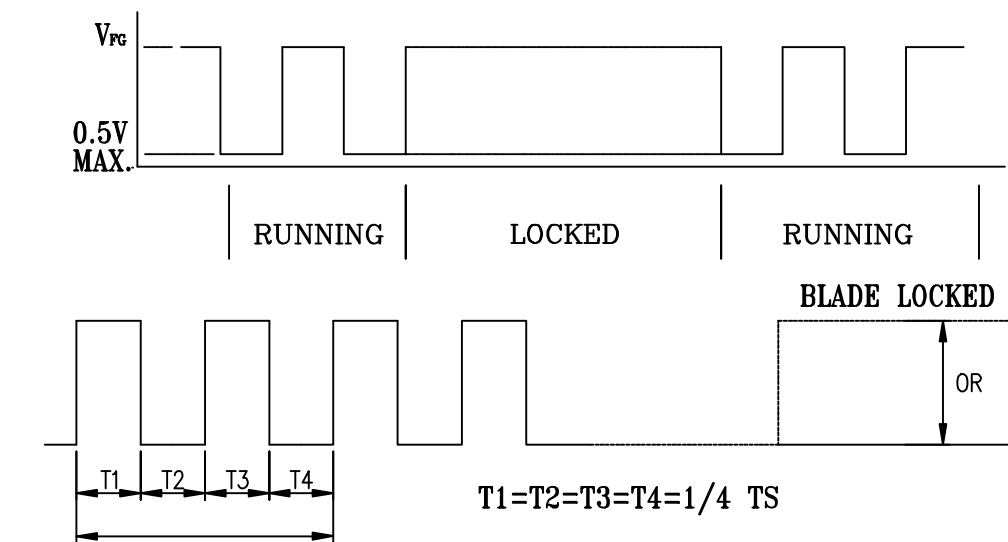 VFG
0.5V
MAX.
RUNNING LOCKED RUNNING
BLADE LOCKED
OR
T1 T2 T3 T4
T1=T2=T3=T4=1/4 TS